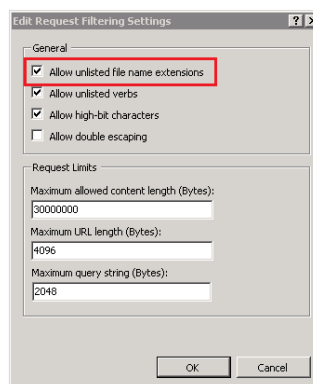 Edit Request Filtering Settings
General
Allow unlisted file name extensions
Allow unlisted verbs
Allow high-bit characters
Allow double escaping
Request Limits
Maximum allowed content length (Bytes):
30000000
Maximum URL length (Bytes):
4096
Maximum query string (Bytes):
2048
OK Cancel